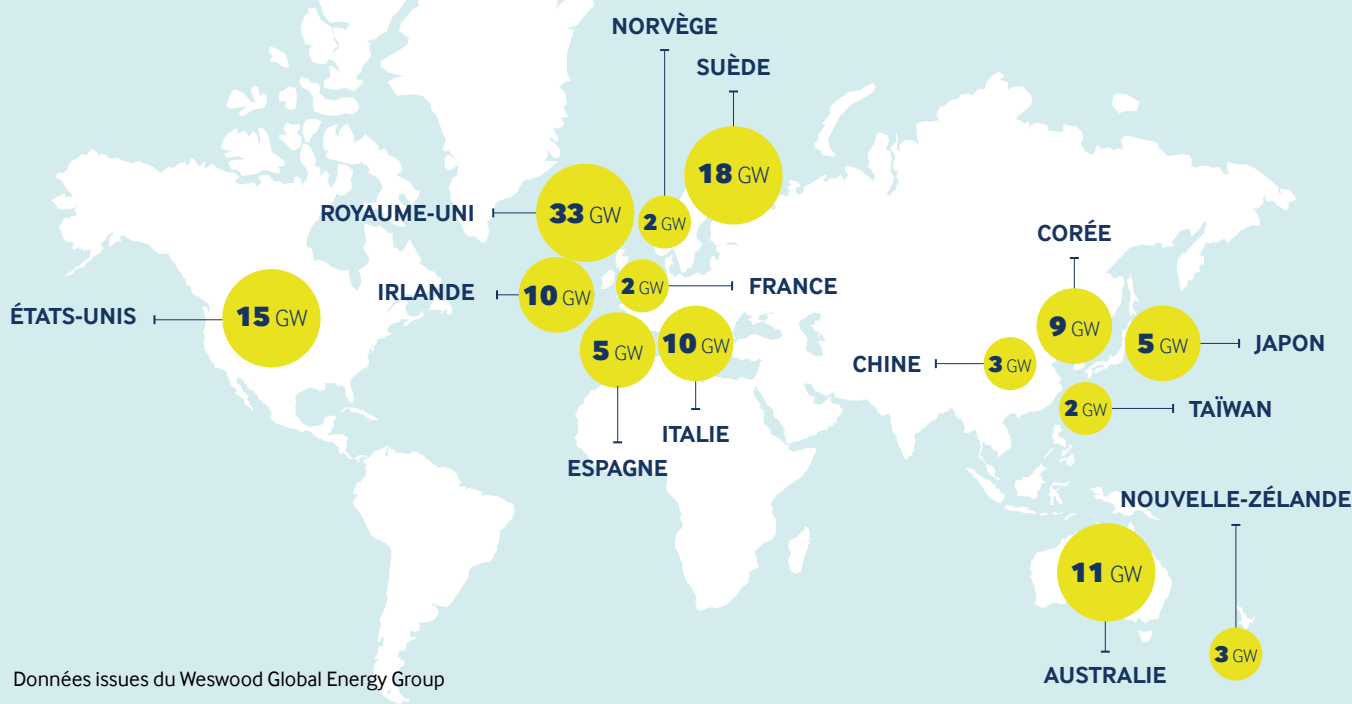 NORVÈGE
SUÈDE
18 GW
ROYAUME-UNI
33 GW
2 GW
CORÉE
IRLANDE
10 GW
2 GW
FRANCE
ÉTATS-UNIS
15 GW
9 GW
5 GW
10 GW
5 GW
JAPON
CHINE
3 GW
2 GW
TAÏWAN
ITALIE
ESPAGNE
NOUVELLE-ZÉLANDE
11 GW
3 GW
AUSTRALIE
Données issues du Weswood Global Energy Group